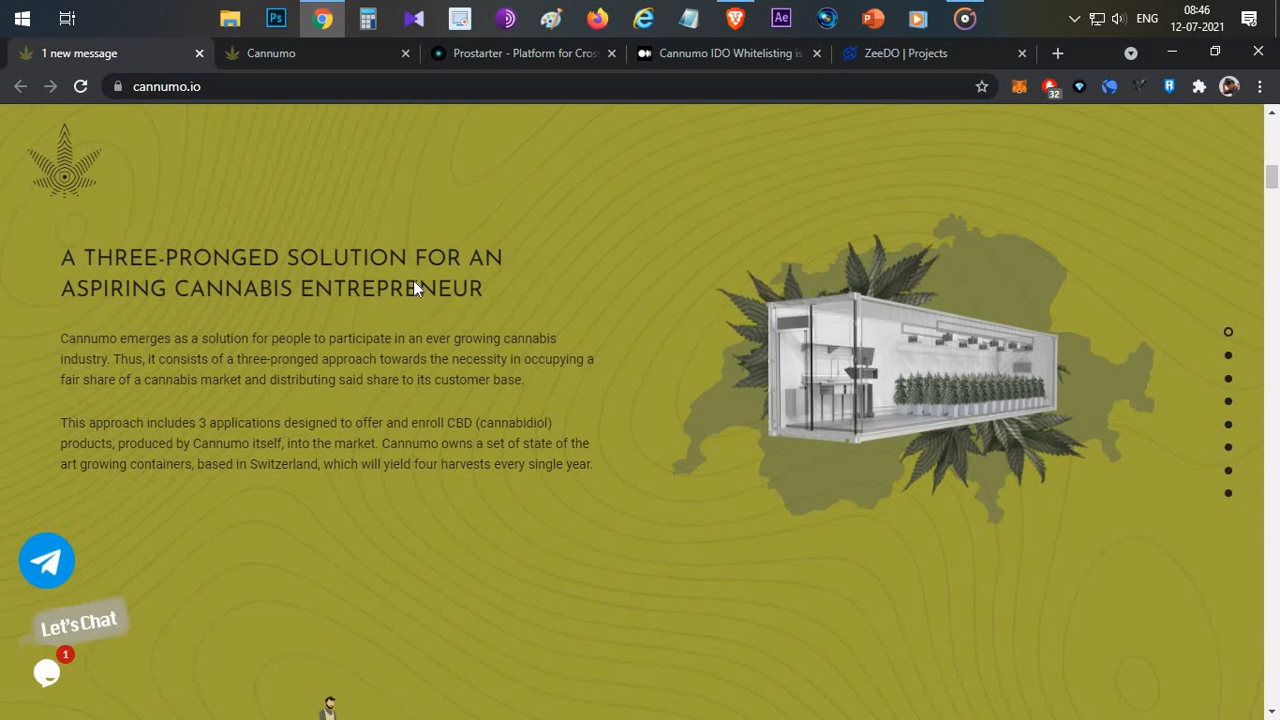 08:46
ENG
12-07-2021
1 new message
Cannumo
Prostarter - Platform for Cros
Cannumo IDO Whitelisting is
ZeeDO | Projects
cannumo.io
32
A THREE-PRONGED SOLUTION FOR AN
ASPIRING CANNABIS ENTREPRENEUR
Cannumo emerges as a solution for people to participate in an ever growing cannabis
industry. Thus, it consists of a three-pronged approach towards the necessity in occupying a
fair share of a cannabis market and distributing said share to its customer base.
This approach includes 3 applications designed to offer and enroll CBD (cannabidiol)
products, produced by Cannumo itself, into the market. Cannumo owns a set of state of the
art growing containers, based in Switzerland, which will yield four harvests every single year.
Let's Chat
1